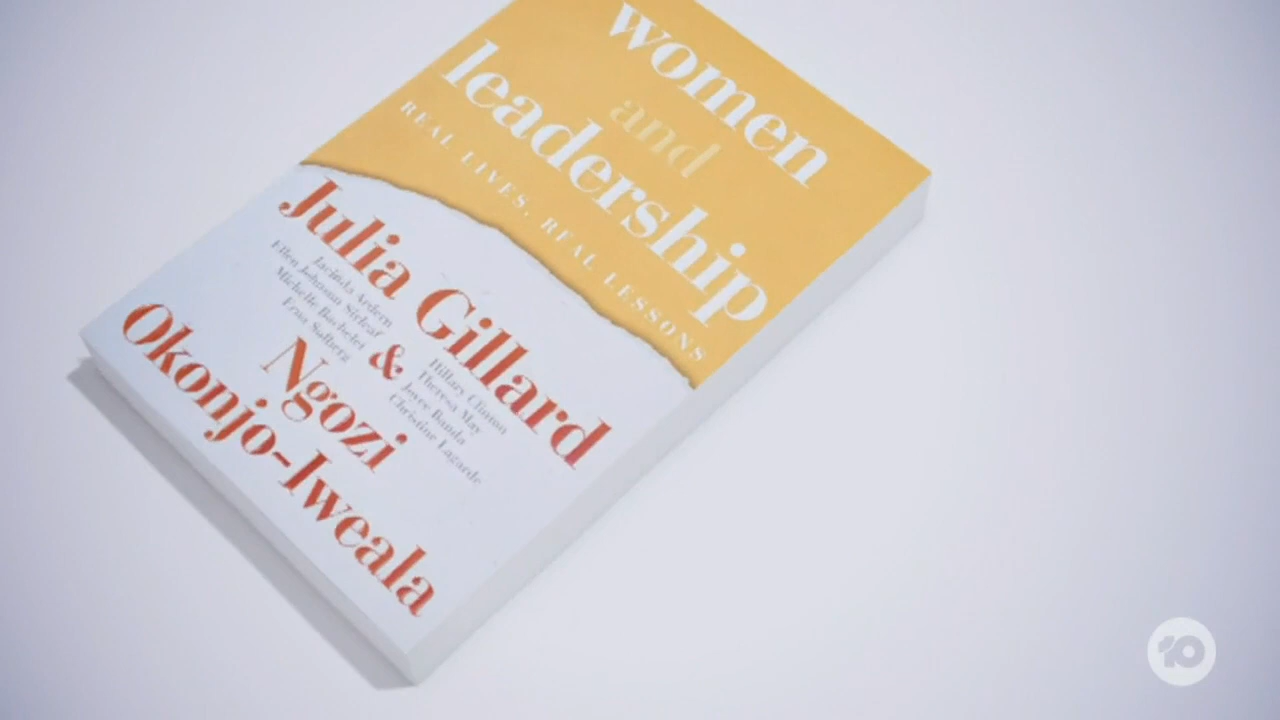 women
and
leadership
REAL LIVES, REAL LESSONS
Julia Gillard
Jacinda Ardern
Ellen Johnson Sirleaf
Michelle Bachelet
Erna Solberg
&
Hillary Clinton
Theresa May
Joyce Banda
Christine Lagarde
Ngozi
Okonjo-Iweala
10